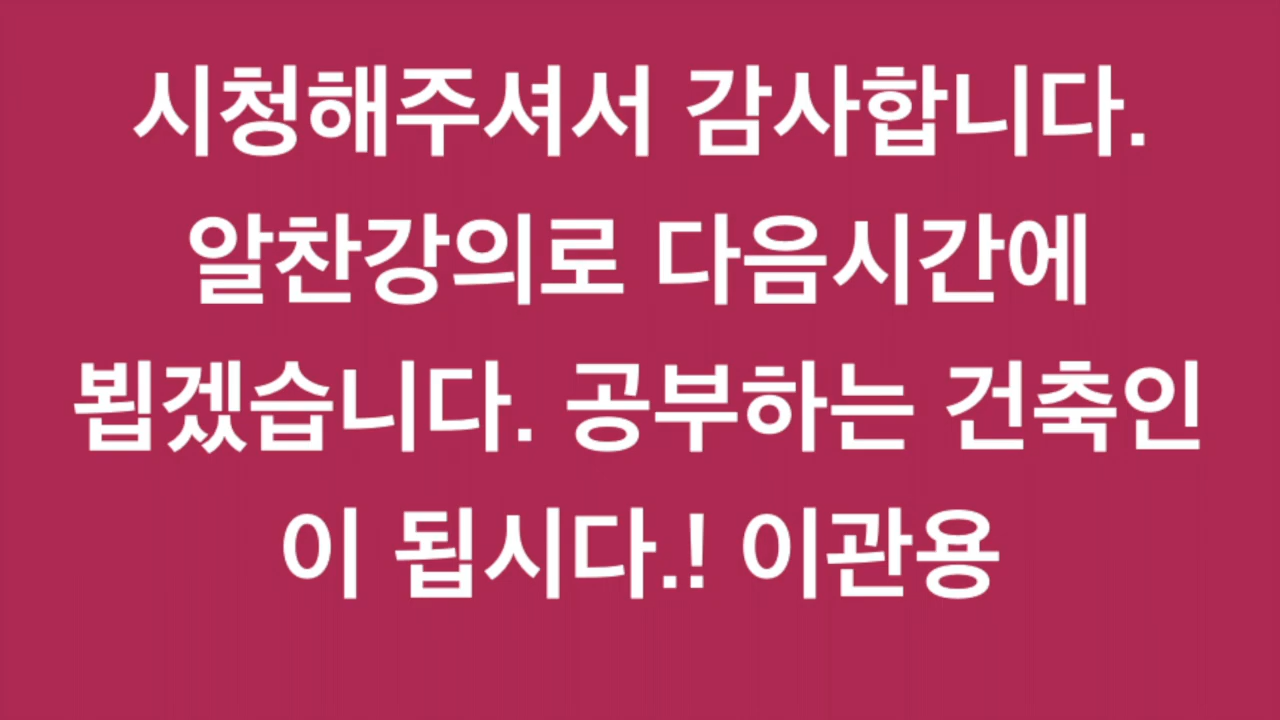 시청해주셔서 감사합니다.
알찬강의로 다음시간에
뵙겠습니다. 공부하는 건축인
이 됩시다.! 이관용